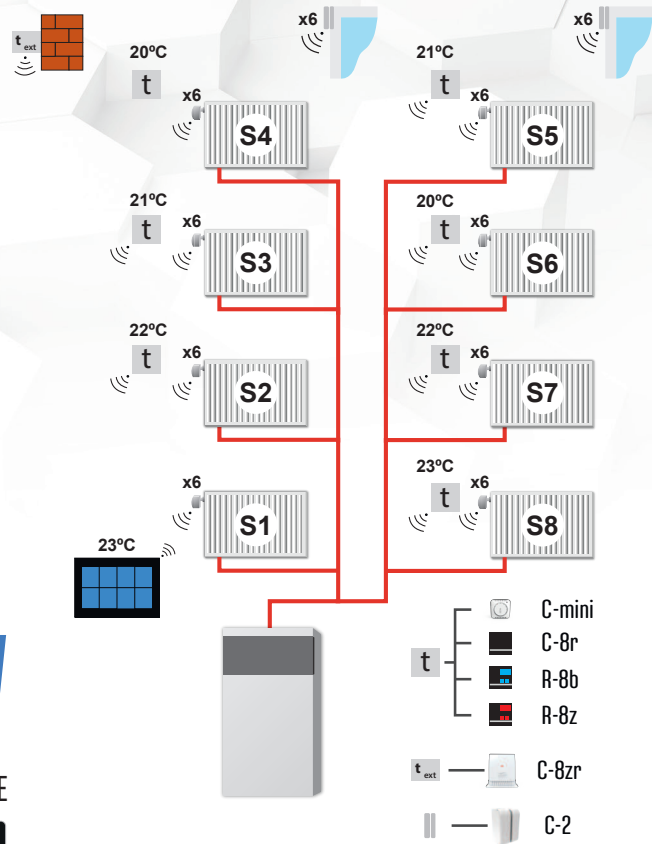 t ext
x6
x6
20ºC
t
x6
S4
21ºC
t
x6
S5
21ºC
t
x6
S3
20ºC
t
x6
S6
22ºC
t
x6
S2
22ºC
t
x6
S7
23ºC
x6
S1
23ºC
t
x6
S8
t
C-mini
C-8r
R-8b
R-8z
t ext
C-8zr
C-2
E